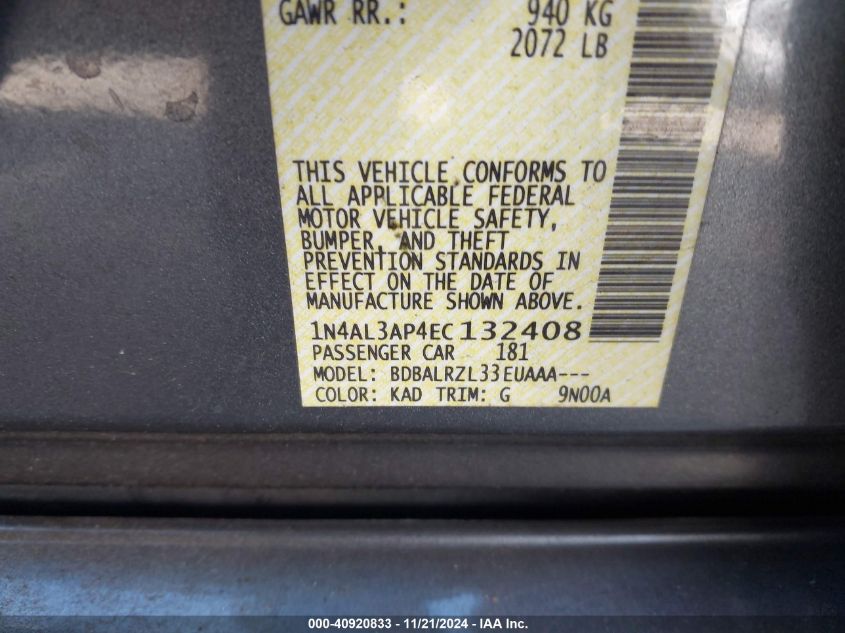 GAWR RR.: 940 KG
2072 LB
THIS VEHICLE CONFORMS TO
ALL APPLICABLE FEDERAL
MOTOR VEHICLE SAFETY,
BUMPER, AND THEFT
PREVENTION STANDARDS IN
EFFECT ON THE DATE OF
MANUFACTURE SHOWN ABOVE.
1N4AL3AP4EC132408
PASSENGER CAR 181
MODEL: BDBALRZL33EUAAA---
COLOR: KAD TRIM: G 9N00A
000-40920833 - 11/21/2024 - IAA Inc.